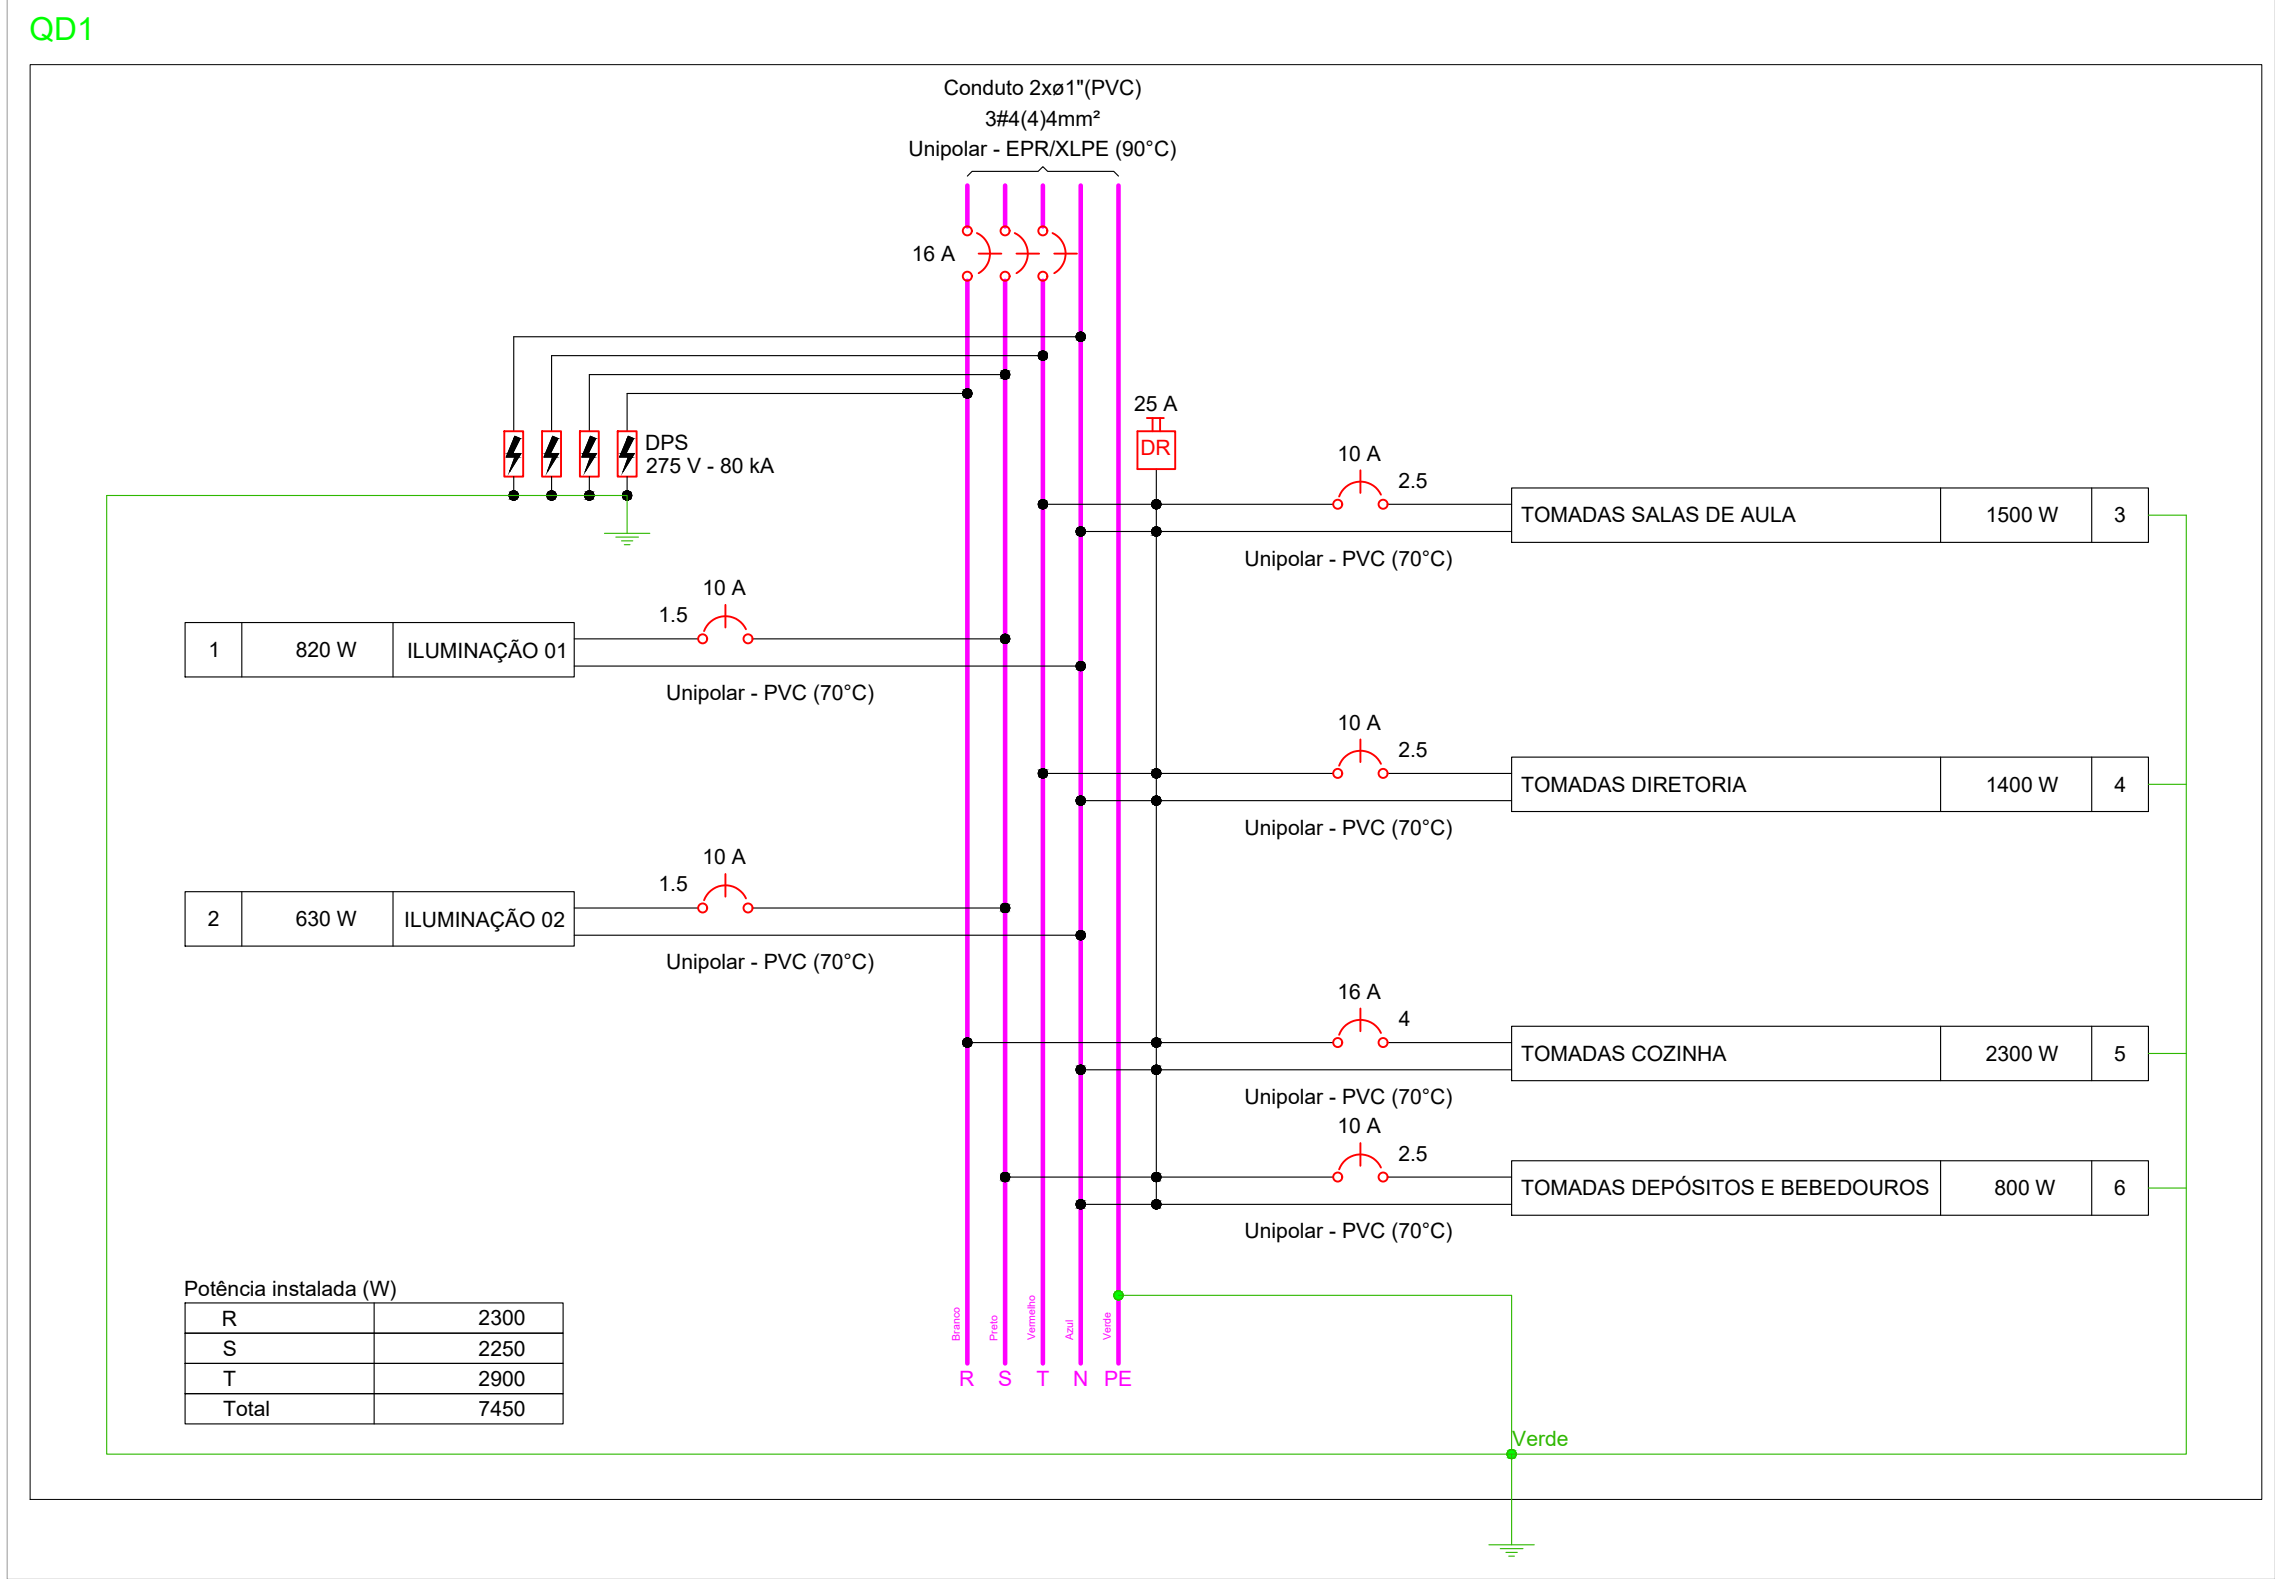 QD1
Conduto 2xø1"(PVC)
3#4(4)4mm²
Unipolar - EPR/XLPE (90°C)
16 A
DPS
275 V - 80 kA
25 A
DR
10 A
2.5
TOMADAS SALAS DE AULA 1500 W 3
Unipolar - PVC (70°C)
10 A
1.5
1 820 W ILUMINAÇÃO 01
Unipolar - PVC (70°C)
10 A
2.5
TOMADAS DIRETORIA 1400 W 4
Unipolar - PVC (70°C)
10 A
1.5
2 630 W ILUMINAÇÃO 02
Unipolar - PVC (70°C)
16 A
4
TOMADAS COZINHA 2300 W 5
Unipolar - PVC (70°C)
10 A
2.5
TOMADAS DEPÓSITOS E BEBEDOUROS 800 W 6
Unipolar - PVC (70°C)
Potência instalada (W)
R 2300
S 2250
T 2900
Total 7450
Branco
Preto
Vermelho
Azul
Verde
R S T N PE
Verde